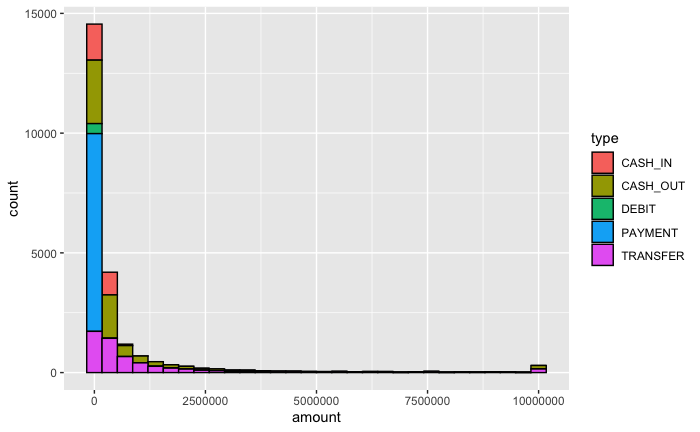 15000
10000
5000
0
count
0 2500000 5000000 7500000 10000000
amount
type
CASH_IN
CASH_OUT
DEBIT
PAYMENT
TRANSFER